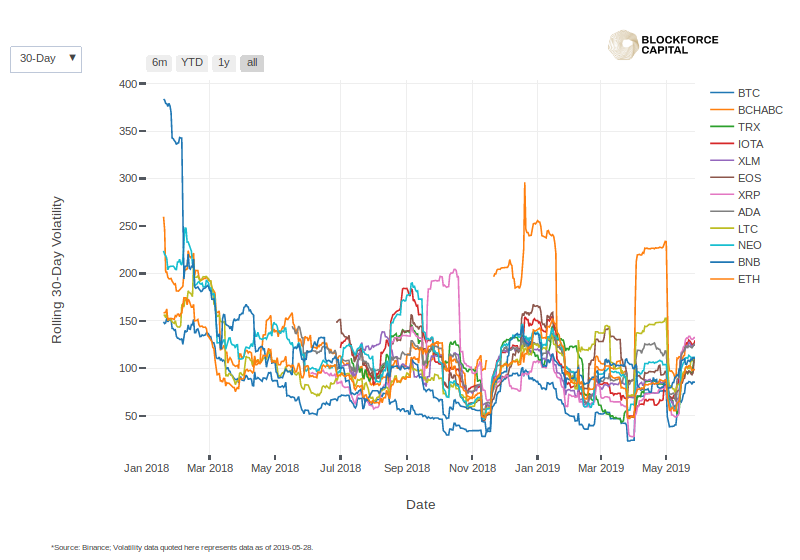 BLOCKFORCE
CAPITAL
30-Day ▼
6m YTD 1y all
400
350
300
250
200
150
100
50
Rolling 30-Day Volatility
Jan 2018 Mar 2018 May 2018 Jul 2018 Sep 2018 Nov 2018 Jan 2019 Mar 2019 May 2019
Date
BTC
BCHABC
TRX
IOTA
XLM
EOS
XRP
ADA
LTC
NEO
BNB
ETH
*Source: Binance; Volatility data quoted here represents data as of 2019-05-28.